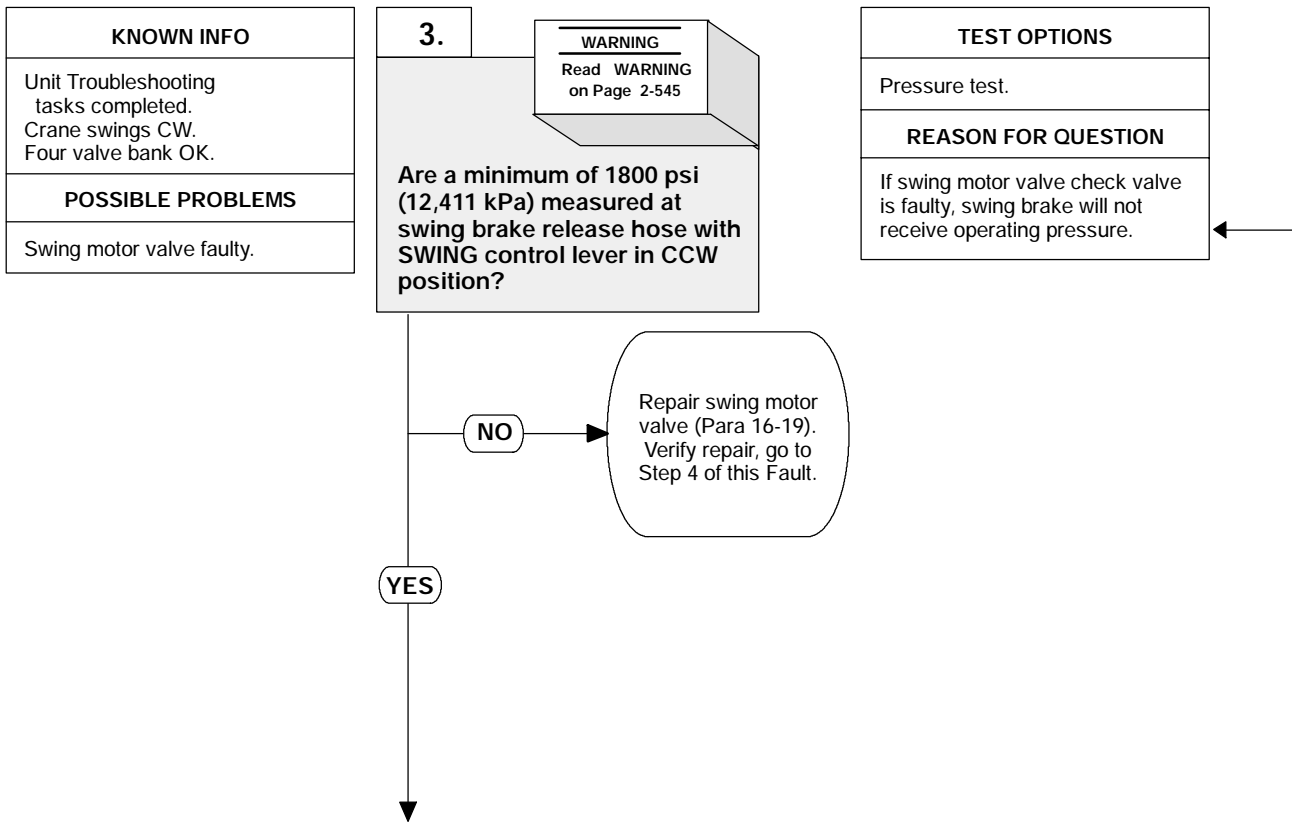 KNOWN INFO
Unit Troubleshooting
tasks completed.
Crane swings CW.
Four valve bank OK.
POSSIBLE PROBLEMS
Swing motor valve faulty.
3.
WARNING
Read WARNING
on Page 2-545
Are a minimum of 1800 psi
(12,411 kPa) measured at
swing brake release hose with
SWING control lever in CCW
position?
TEST OPTIONS
Pressure test.
REASON FOR QUESTION
If swing motor valve check valve
is faulty, swing brake will not
receive operating pressure.
NO
Repair swing motor
valve (Para 16-19).
Verify repair, go to
Step 4 of this Fault.
YES